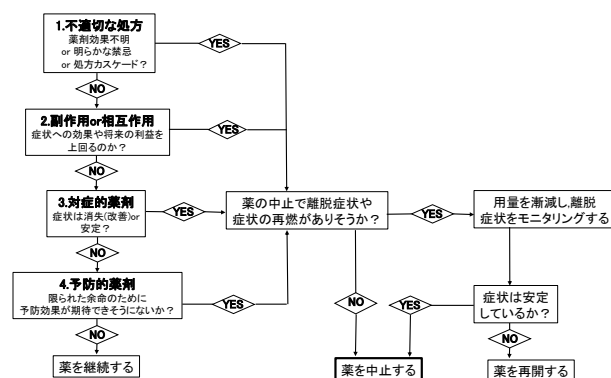 1.不適切な処方
薬剤効果不明
or 明らかな禁忌
or 処方カスケード？
YES
NO
2.副作用or相互作用
症状への効果や将来の利益を
上回るのか？
YES
NO
3.対症的薬剤
症状は消失(改善)or
安定？
YES
NO
4.予防的薬剤
限られた余命のために
予防効果が期待できそうにないか？
YES
NO
薬を継続する
薬の中止で離脱症状や
症状の再燃がありそうか？
YES
NO
用量を漸減し,離脱
症状をモニタリングする
症状は安定
しているか？
YES
NO
薬を中止する
薬を再開する